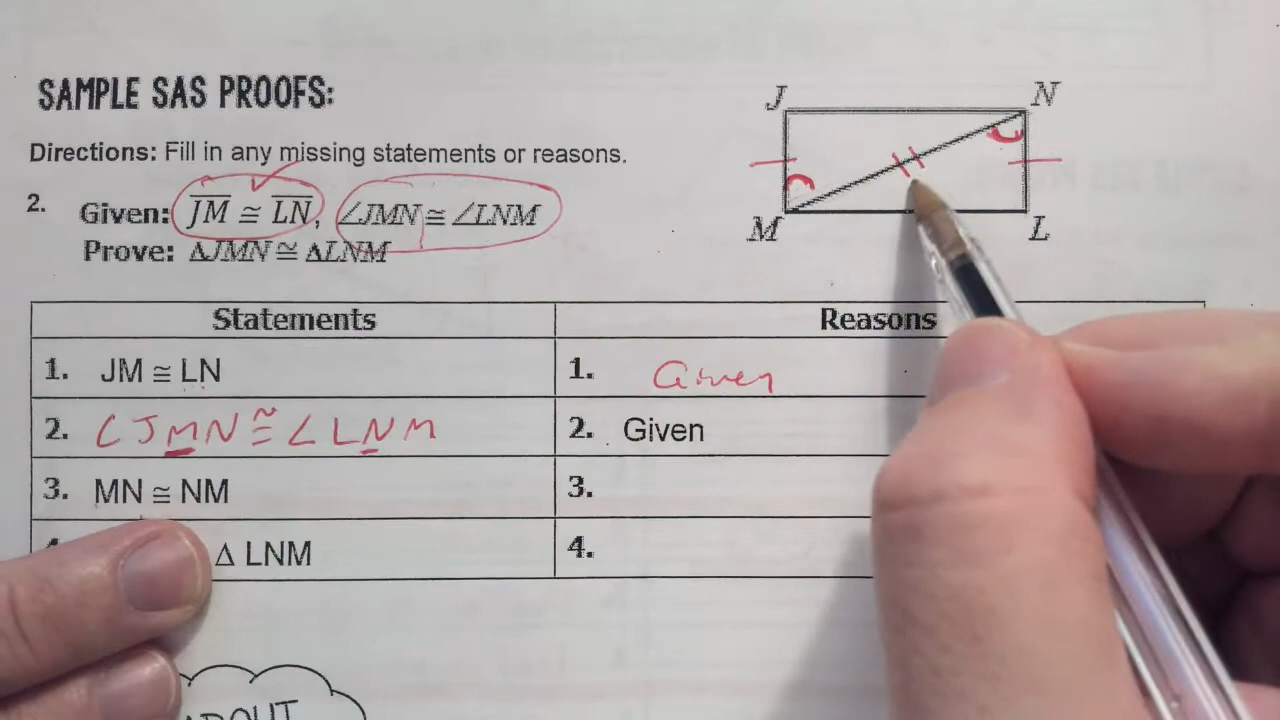 SAMPLE SAS PROOFS:
Directions: Fill in any missing statements or reasons.
2. Given: JM ≅ LN, ∠JMN ≅ ∠LNM
Prove: ΔJMN ≅ ΔLNM
J N
M L
Statements Reasons
1. JM ≅ LN 1. Given
2. ∠JMN ≅ ∠LNM 2. Given
3. MN ≅ NM 3.
Δ LNM 4.
ABOUT